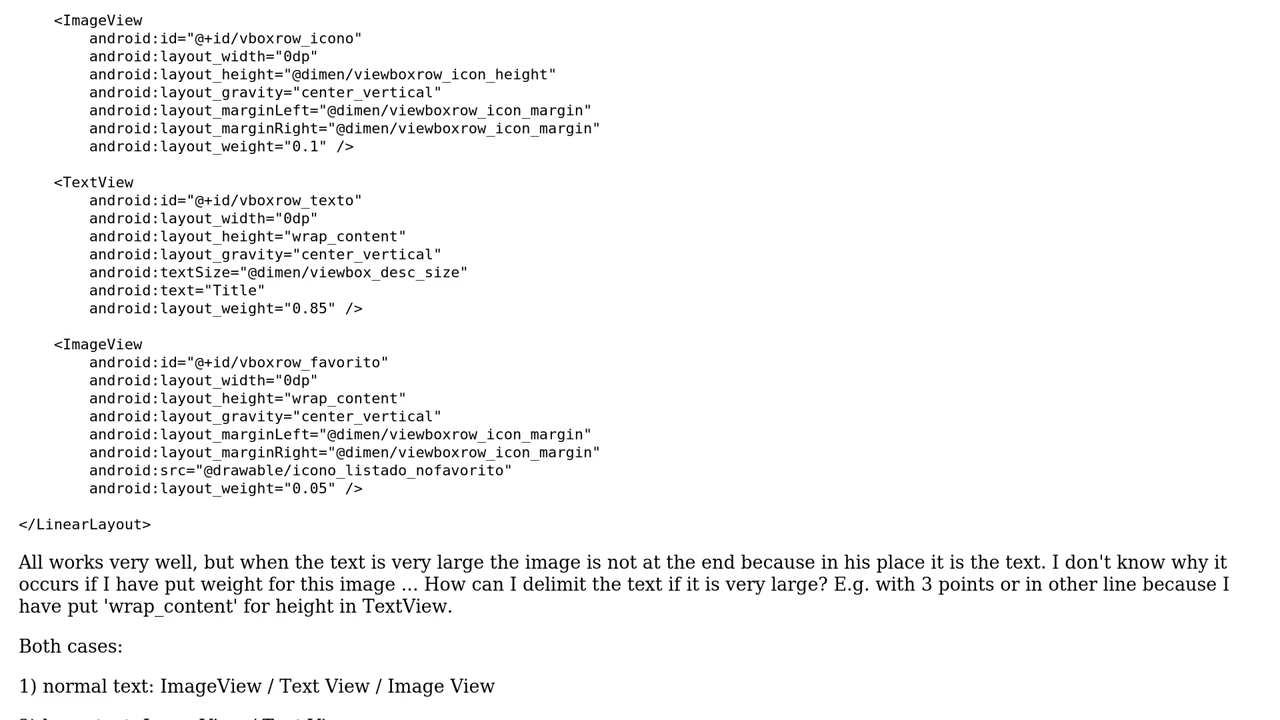 <ImageView
android:id="@+id/vboxrow_icono"
android:layout_width="0dp"
android:layout_height="@dimen/viewboxrow_icon_height"
android:layout_gravity="center_vertical"
android:layout_marginLeft="@dimen/viewboxrow_icon_margin"
android:layout_marginRight="@dimen/viewboxrow_icon_margin"
android:layout_weight="0.1" />
<TextView
android:id="@+id/vboxrow_texto"
android:layout_width="0dp"
android:layout_height="wrap_content"
android:layout_gravity="center_vertical"
android:textSize="@dimen/viewbox_desc_size"
android:text="Title"
android:layout_weight="0.85" />
<ImageView
android:id="@+id/vboxrow_favorito"
android:layout_width="0dp"
android:layout_height="wrap_content"
android:layout_gravity="center_vertical"
android:layout_marginLeft="@dimen/viewboxrow_icon_margin"
android:layout_marginRight="@dimen/viewboxrow_icon_margin"
android:src="@drawable/icono_listado_nofavorito"
android:layout_weight="0.05" />
</LinearLayout>
All works very well, but when the text is very large the image is not at the end because in his place it is the text. I don't know why it
occurs if I have put weight for this image ... How can I delimit the text if it is very large? E.g. with 3 points or in other line because I
have put 'wrap_content' for height in TextView.
Both cases:
1) normal text: ImageView / Text View / Image View